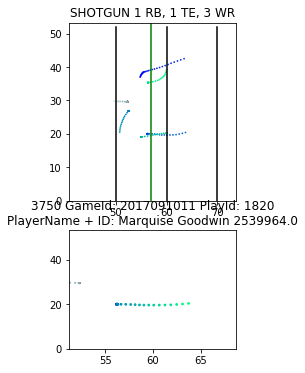 SHOTGUN 1 RB, 1 TE, 3 WR
50
40
30
20
10
0
50 60 70
3750 GameId: 2017091011 PlayId: 1820
PlayerName + ID: Marquise Goodwin 2539964.0
40
20
0
55 60 65